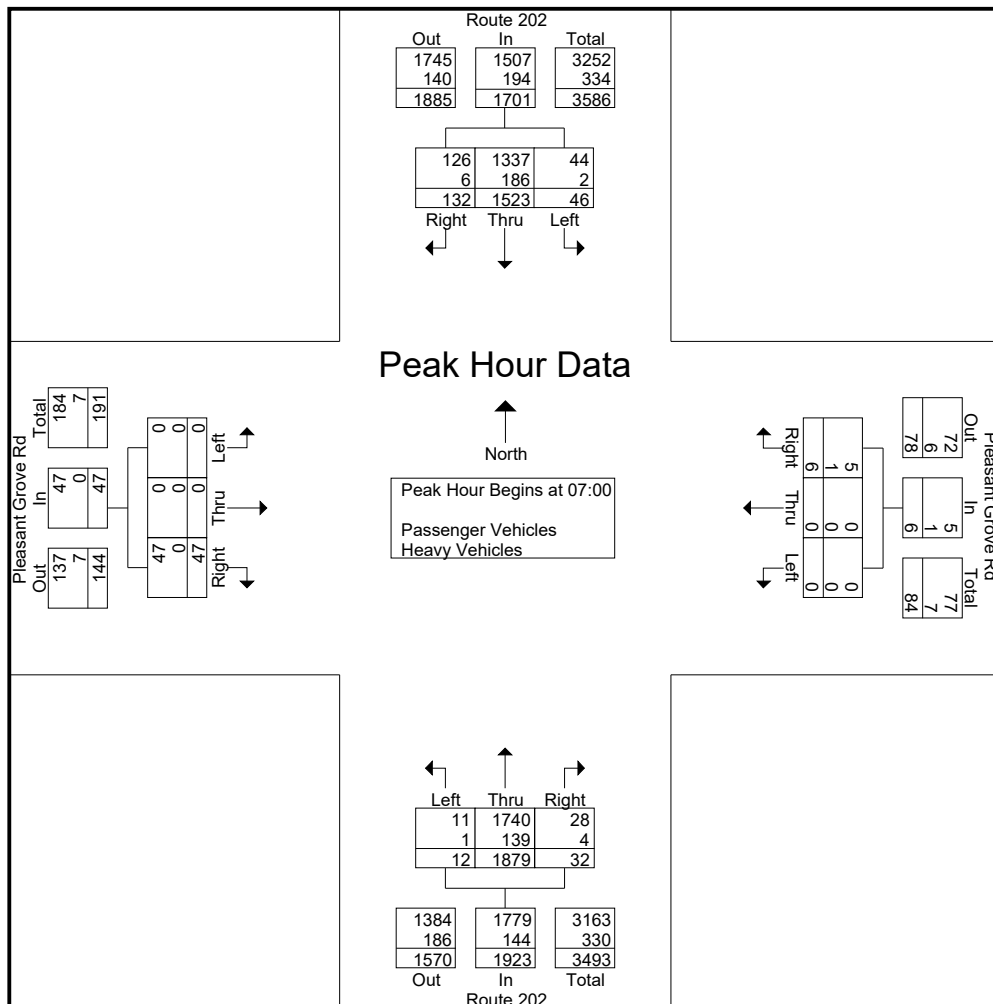 Route 202
Out In Total
1745 1507 3252
140 194 334
1885 1701 3586
126 1337 44
6 186 2
132 1523 46
Right Thru Left
Peak Hour Data
North
Peak Hour Begins at 07:00
Passenger Vehicles
Heavy Vehicles
Pleasant Grove Rd
Out In Total
137 47 184
7 0 7
144 47 191
Left Thru Right
0 0 47
0 0 0
0 0 47
Pleasant Grove Rd
Out In Total
72 5 77
6 1 7
78 6 84
Right Thru Left
5 0 0
1 0 0
6 0 0
Left Thru Right
11 1740 28
1 139 4
12 1879 32
1384 1779 3163
186 144 330
1570 1923 3493
Out In Total
Route 202